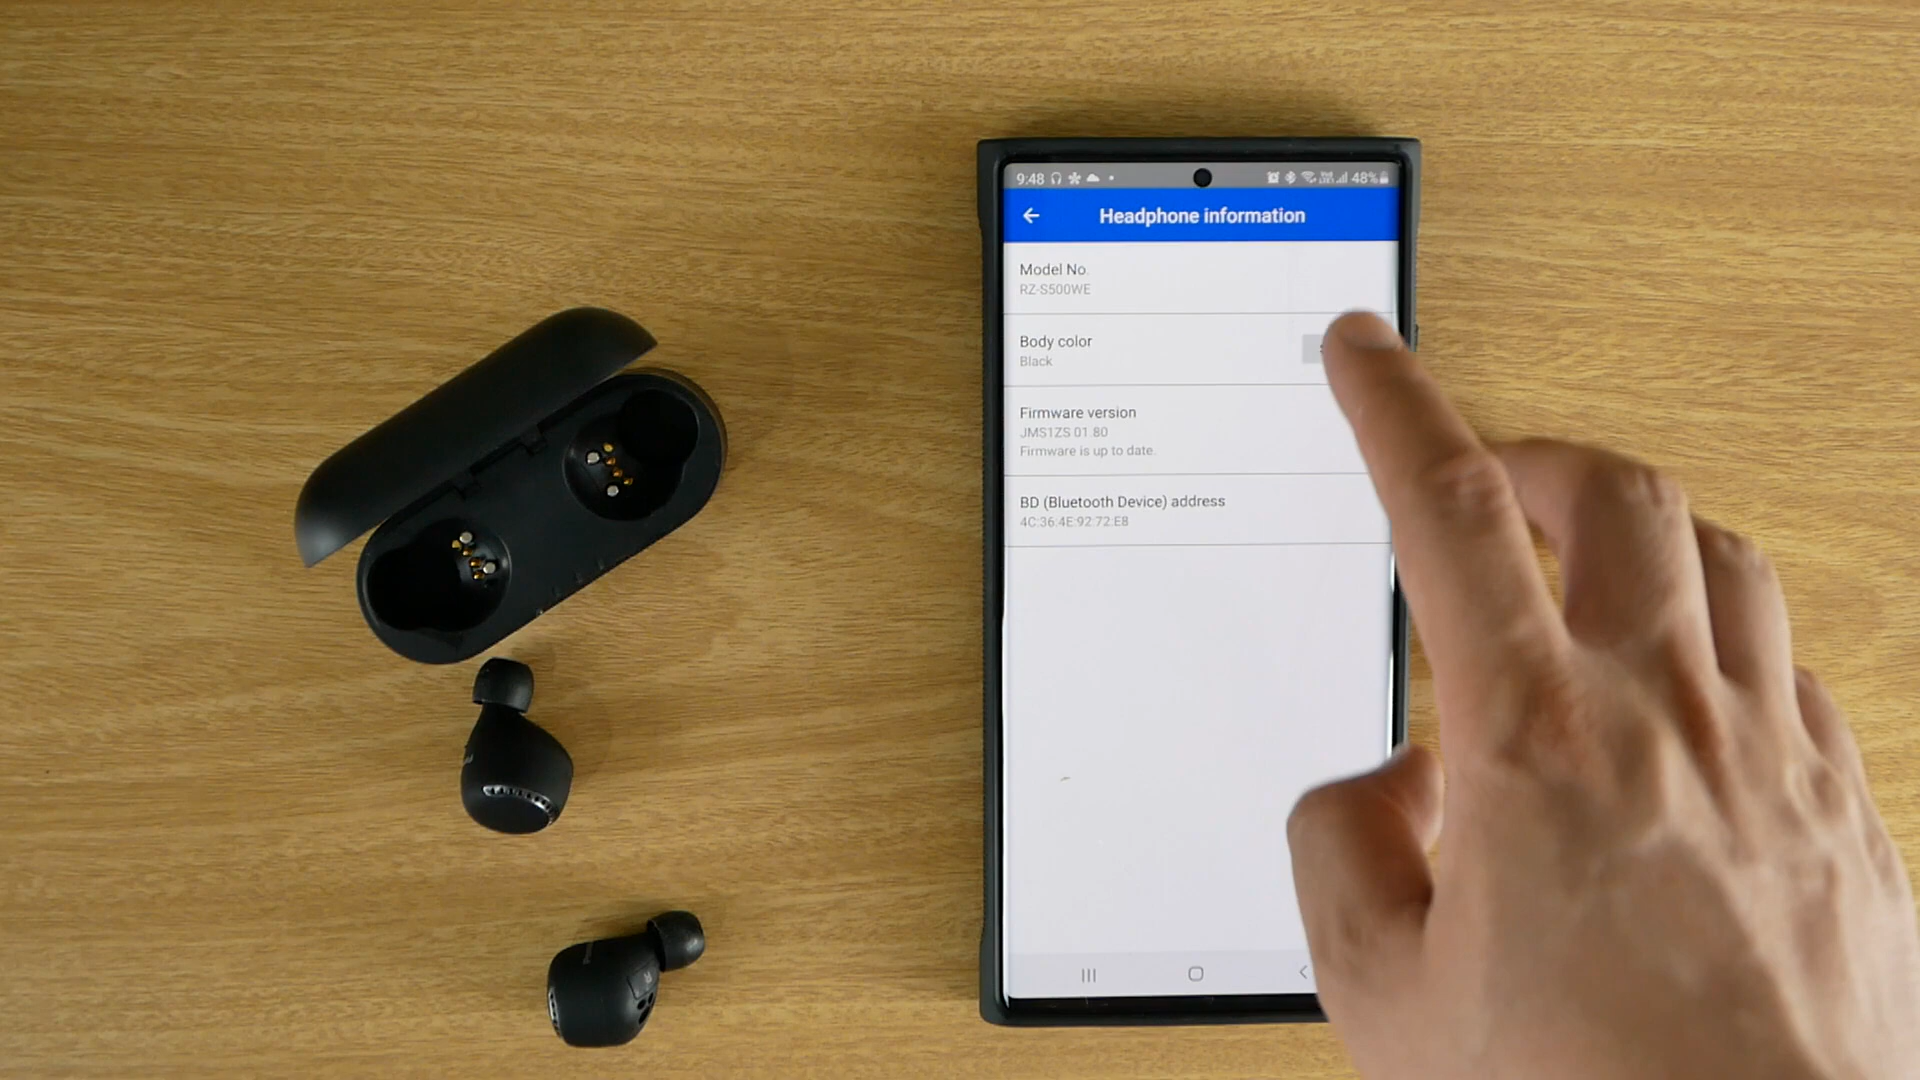 9:48 48%
Headphone information
Model No.
RZ-S500WE
Body color
Black
Firmware version
JMS1ZS 01.80
Firmware is up to date.
BD (Bluetooth Device) address
4C:36:4E:92:72:E8